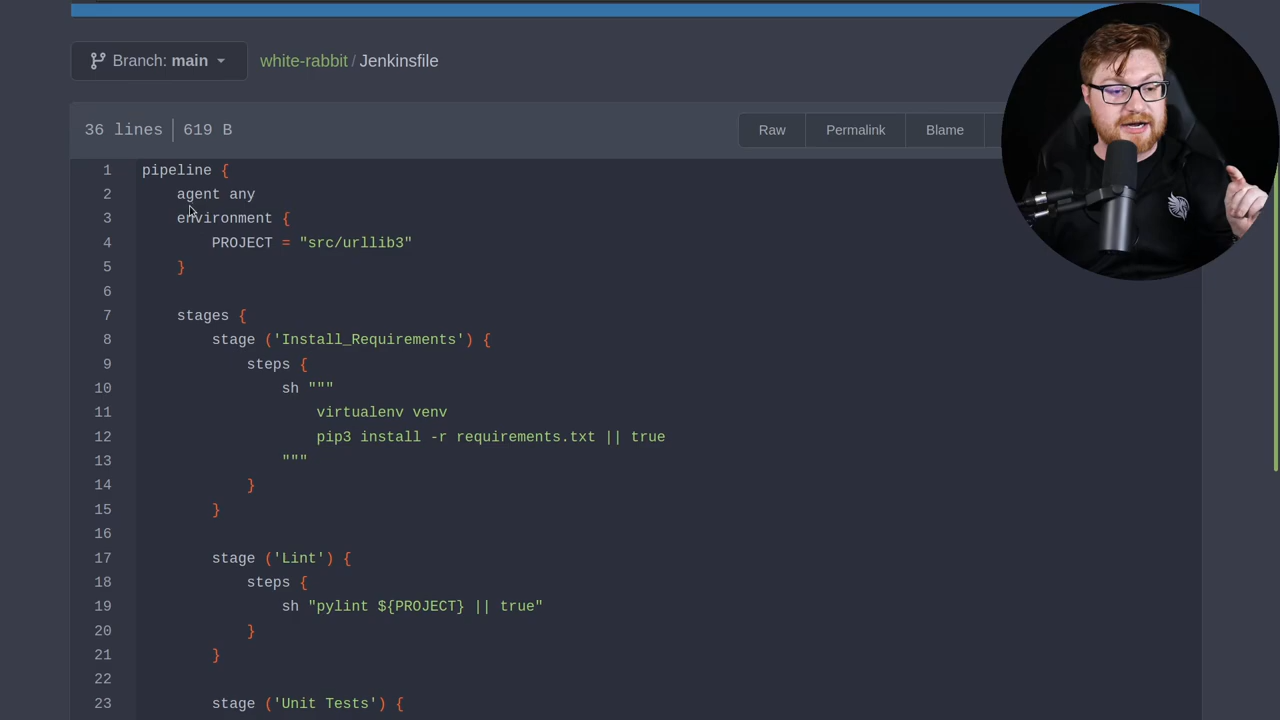 Branch: main
white-rabbit / Jenkinsfile
36 lines | 619 B
Raw Permalink Blame
1 pipeline {
2     agent any
3     environment {
4         PROJECT = "src/urllib3"
5     }
6
7     stages {
8         stage ('Install_Requirements') {
9             steps {
10                 sh """
11                     virtualenv venv
12                     pip3 install -r requirements.txt || true
13                 """
14             }
15         }
16
17         stage ('Lint') {
18             steps {
19                 sh "pylint ${PROJECT} || true"
20             }
21         }
22
23         stage ('Unit Tests') {